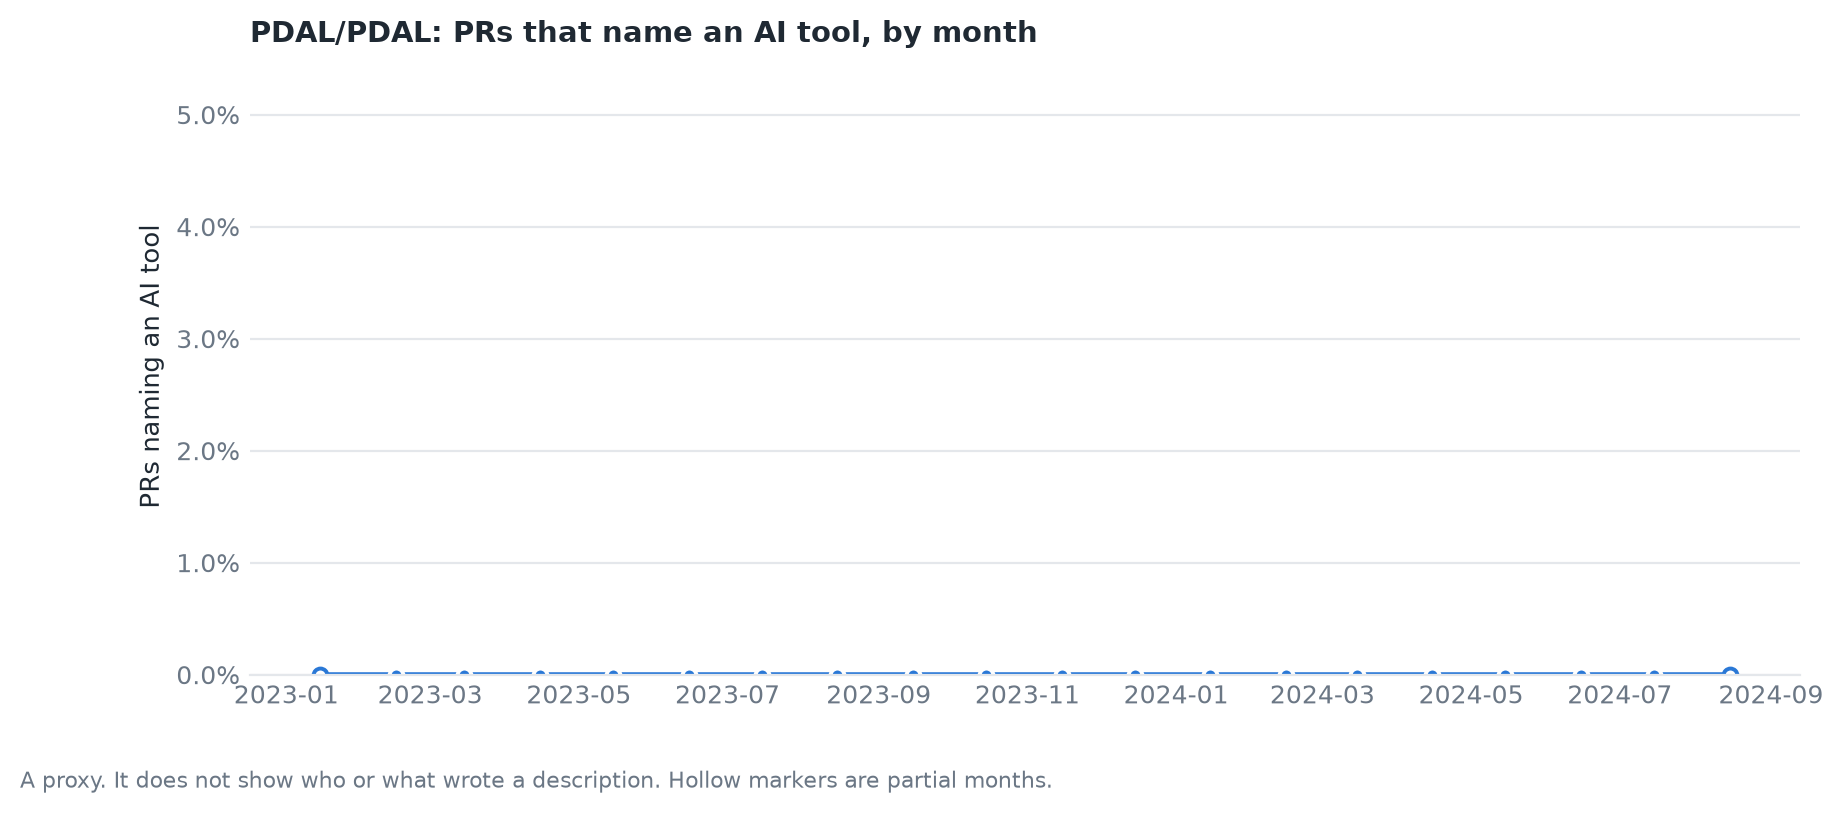 PDAL/PDAL: PRs that name an AI tool, by month
PRs naming an AI tool
5.0%
4.0%
3.0%
2.0%
1.0%
0.0%
2023-01 2023-03 2023-05 2023-07 2023-09 2023-11 2024-01 2024-03 2024-05 2024-07 2024-09
A proxy. It does not show who or what wrote a description. Hollow markers are partial months.